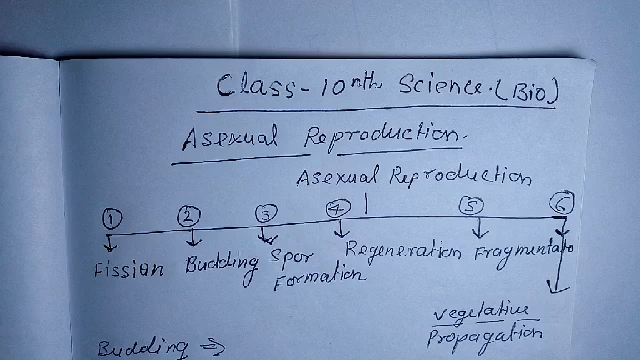 Class-10nth Science.(Bio)
Asexual Reproduction.
Asexual Reproduction
1 2 3 4 5 6
Fission Budding Spor Formation Regeneration Fragmentatio
vegetative
Propagation
Budding ⇒